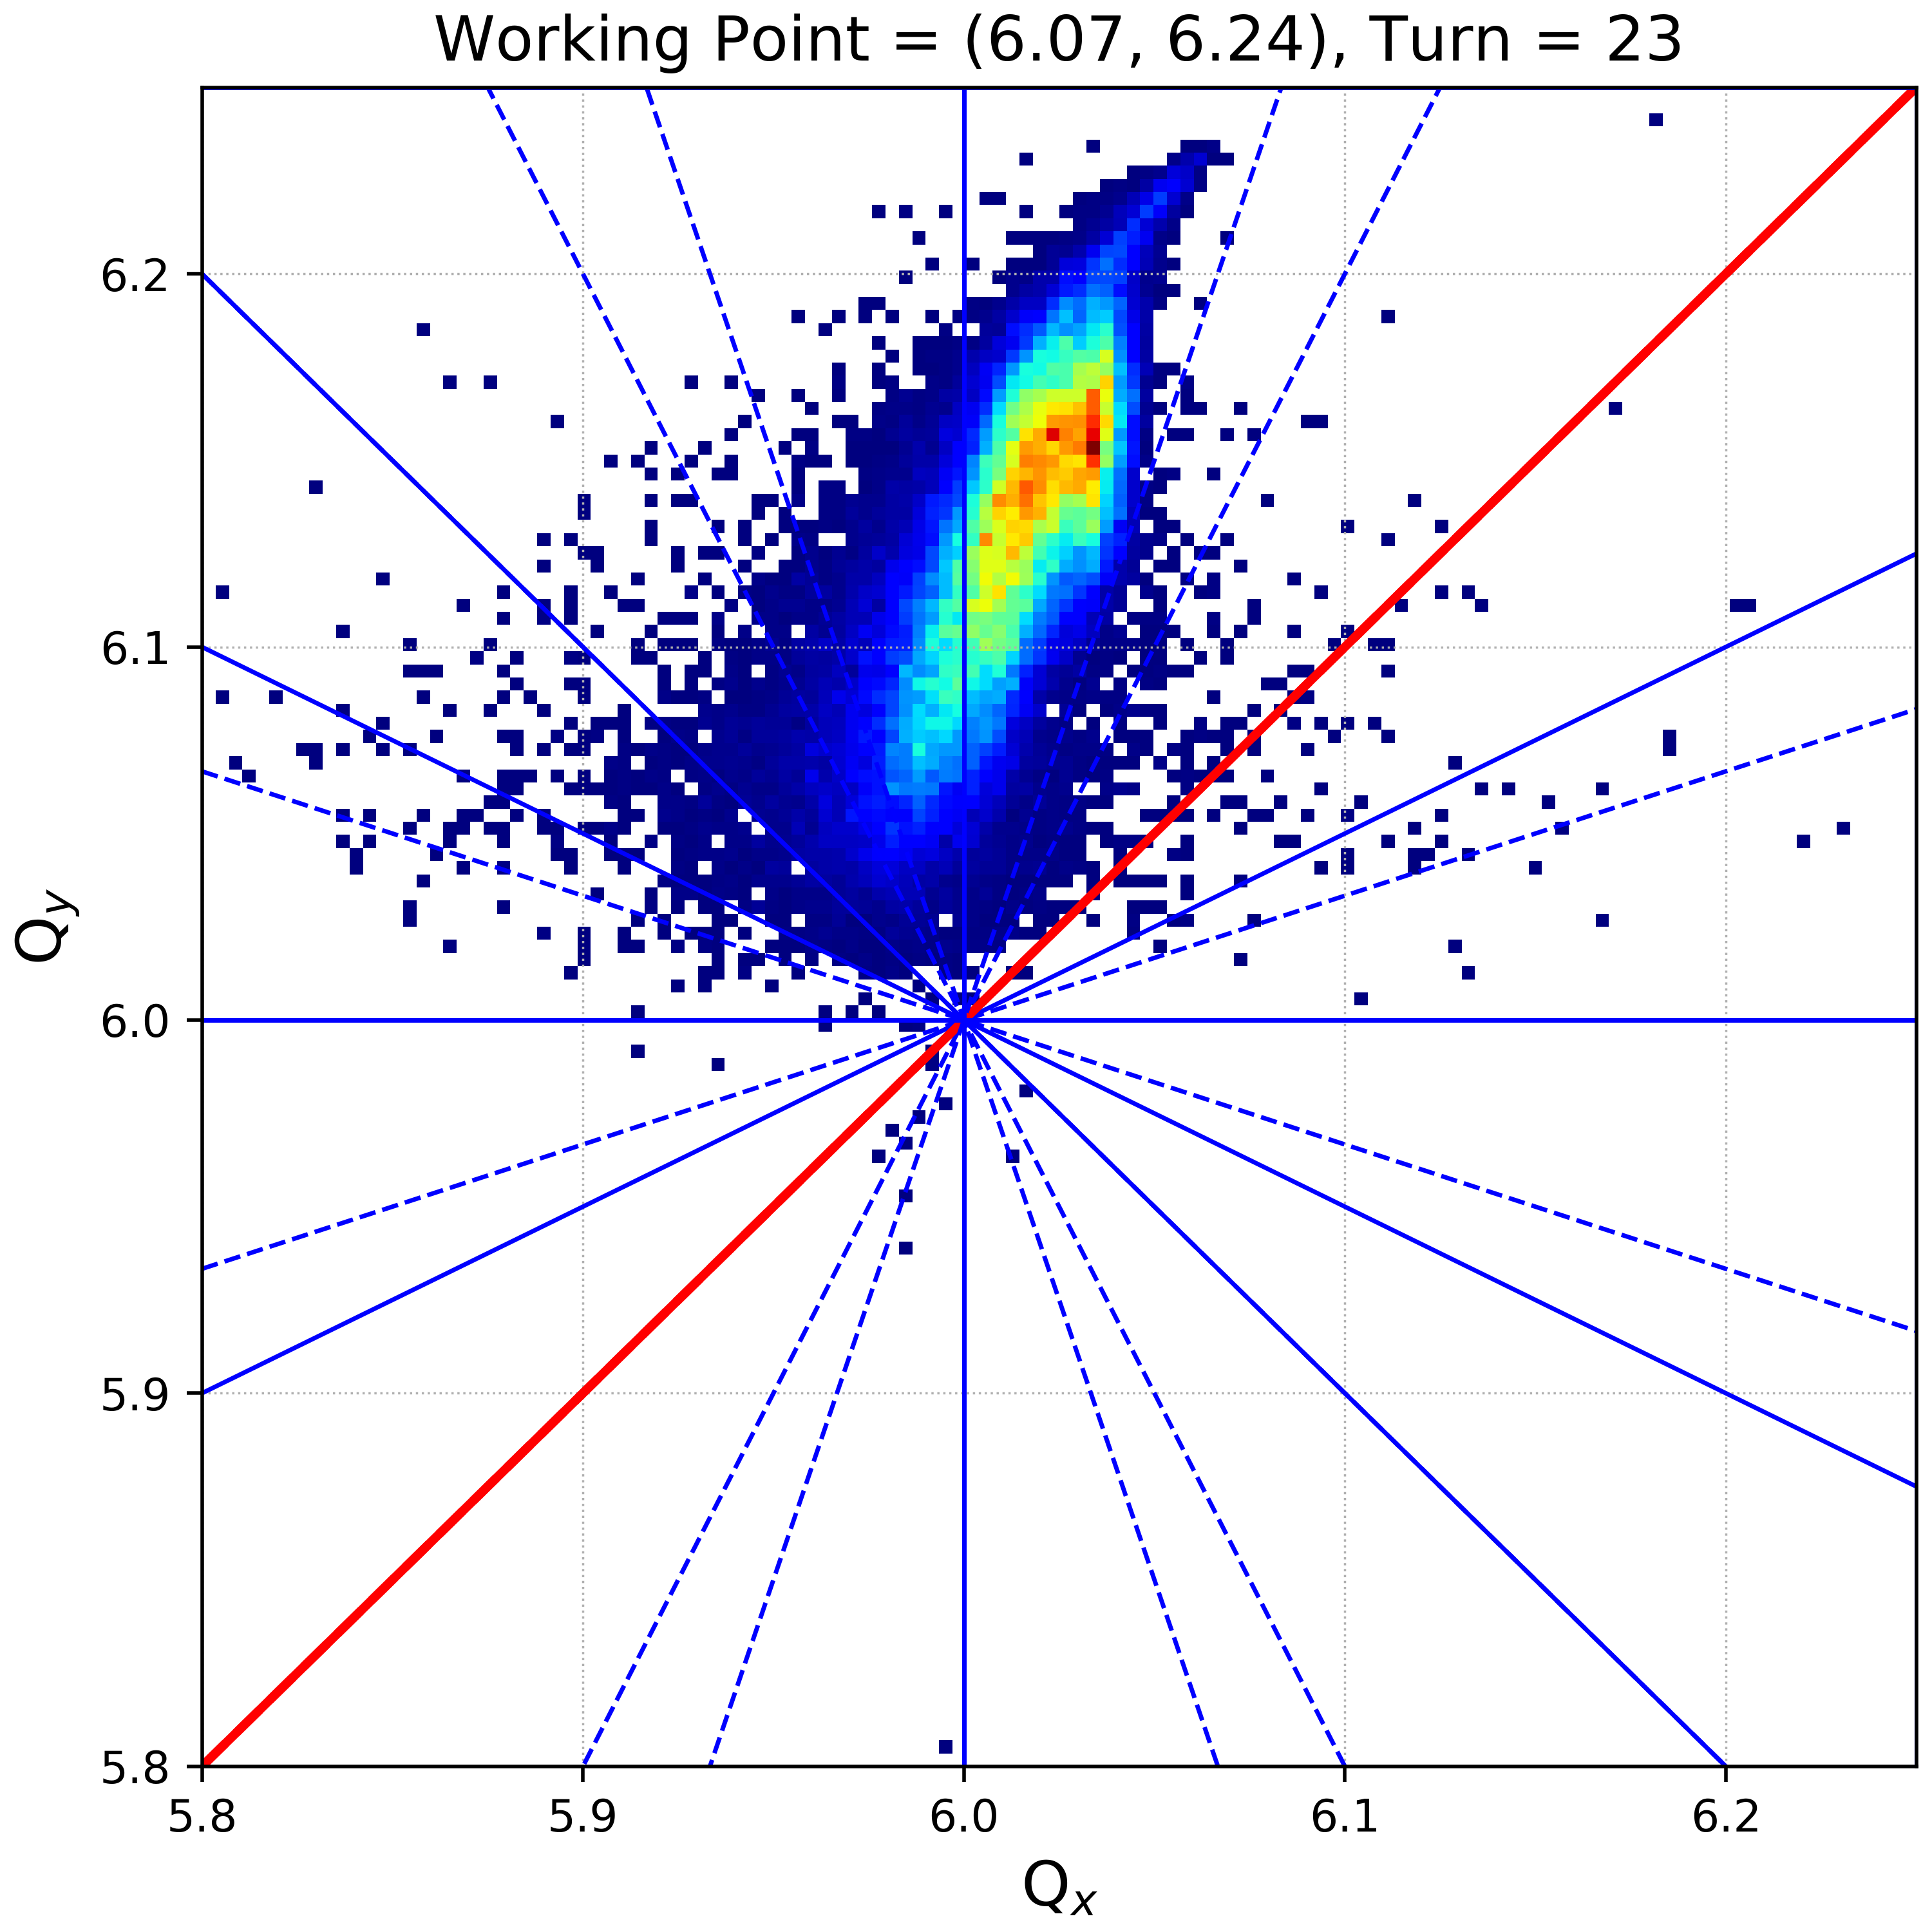 Working Point = (6.07, 6.24), Turn = 23
6.2
6.1
6.0
5.9
5.8
Qy
5.8 5.9 6.0 6.1 6.2
Qx